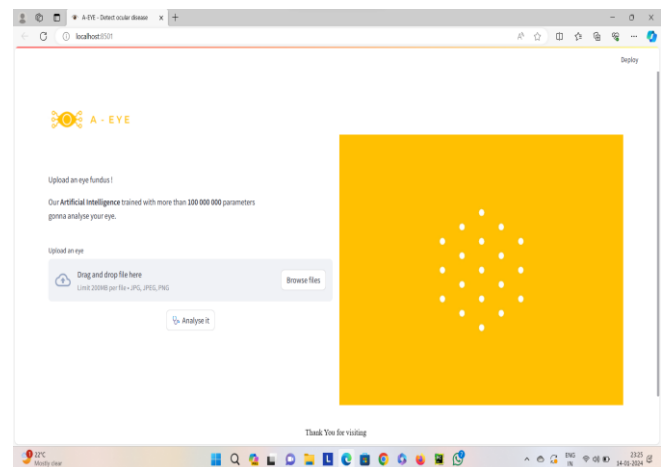 A-EYE - Detect ocular disease
localhost:8501
Deploy
A - EYE
Upload an eye fundus !
Our Artificial Intelligence trained with more than 100 000 000 parameters
gonna analyse your eye.
Upload an eye
Drag and drop file here
Limit 200MB per file • JPG, JPEG, PNG
Browse files
Analyse it
Thank You for visiting
22°C
Mostly clear
ENG
IN
23:25
14-01-2024